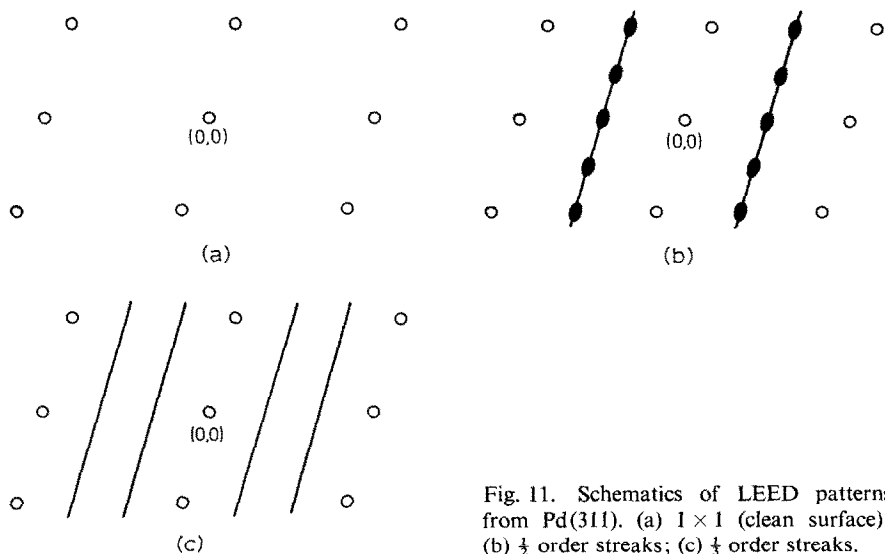 (0,0)
(a)
(0,0)
(b)
(0,0)
(c)
Fig. 11. Schematics of LEED patterns
from Pd(311). (a) 1 × 1 (clean surface)
(b) ½ order streaks; (c) ⅓ order streaks.